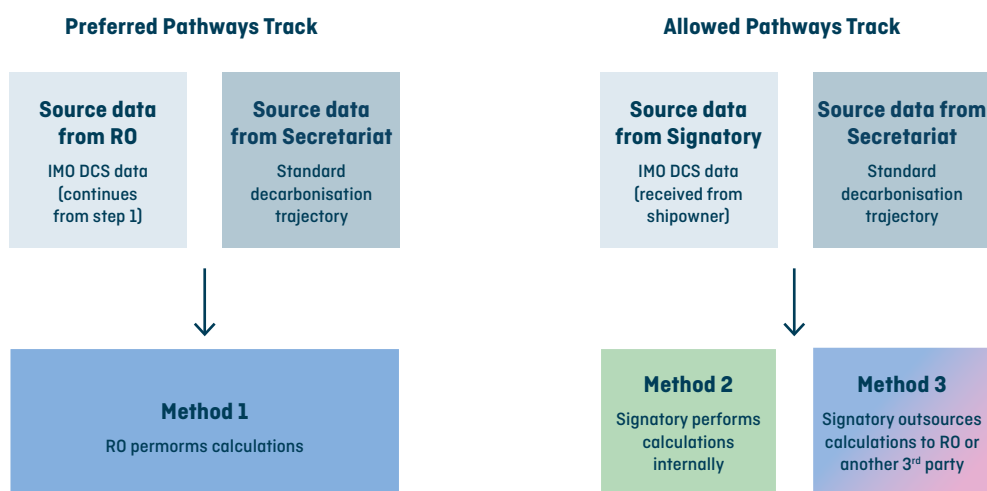 Preferred Pathways Track
Source data
from RO
IMO DCS data
(continues
from step 1)
Source data
from Secretariat
Standard
decarbonisation
trajectory
Method 1
RO permorms calculations
Allowed Pathways Track
Source data
from Signatory
IMO DCS data
(received from
shipowner)
Source data from
Secretariat
Standard
decarbonisation
trajectory
Method 2
Signatory performs
calculations
internally
Method 3
Signatory outsources
calculations to RO or
another 3rd party